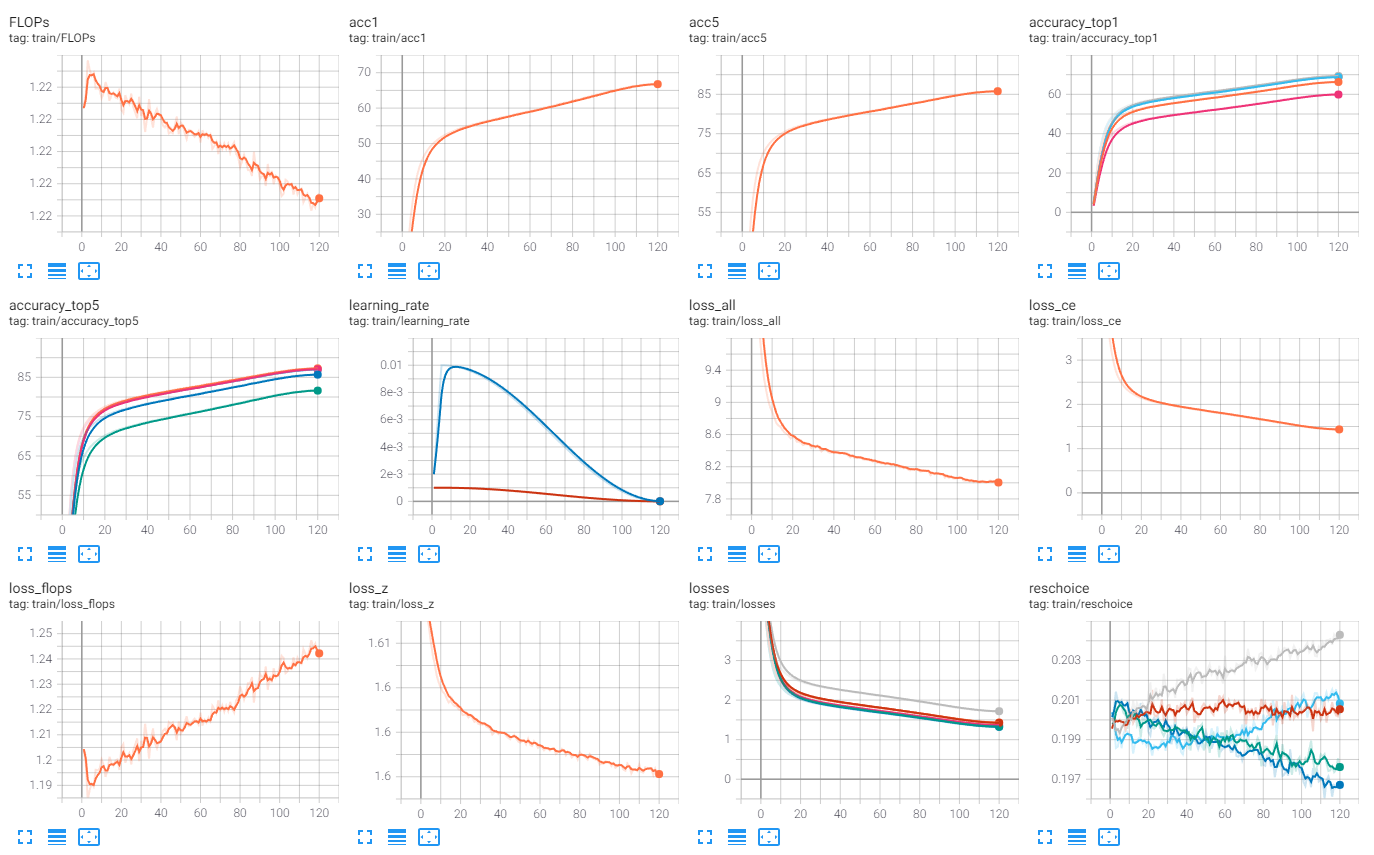 FLOPs
tag: train/FLOPs
1.22
1.22
1.22
1.22
1.22
0 20 40 60 80 100 120
acc1
tag: train/acc1
70
60
50
40
30
0 20 40 60 80 100 120
acc5
tag: train/acc5
85
75
65
55
0 20 40 60 80 100 120
accuracy_top1
tag: train/accuracy_top1
60
40
20
0
0 20 40 60 80 100 120
accuracy_top5
tag: train/accuracy_top5
85
75
65
55
0 20 40 60 80 100 120
learning_rate
tag: train/learning_rate
0.01
8e-3
6e-3
4e-3
2e-3
0
0 20 40 60 80 100 120
loss_all
tag: train/loss_all
9.4
9
8.6
8.2
7.8
0 20 40 60 80 100 120
loss_ce
tag: train/loss_ce
3
2
1
0
0 20 40 60 80 100 120
loss_flops
tag: train/loss_flops
1.25
1.24
1.23
1.22
1.21
1.2
1.19
0 20 40 60 80 100 120
loss_z
tag: train/loss_z
1.61
1.6
1.6
1.6
0 20 40 60 80 100 120
losses
tag: train/losses
3
2
1
0
0 20 40 60 80 100 120
reschoice
tag: train/reschoice
0.203
0.201
0.199
0.197
0 20 40 60 80 100 120